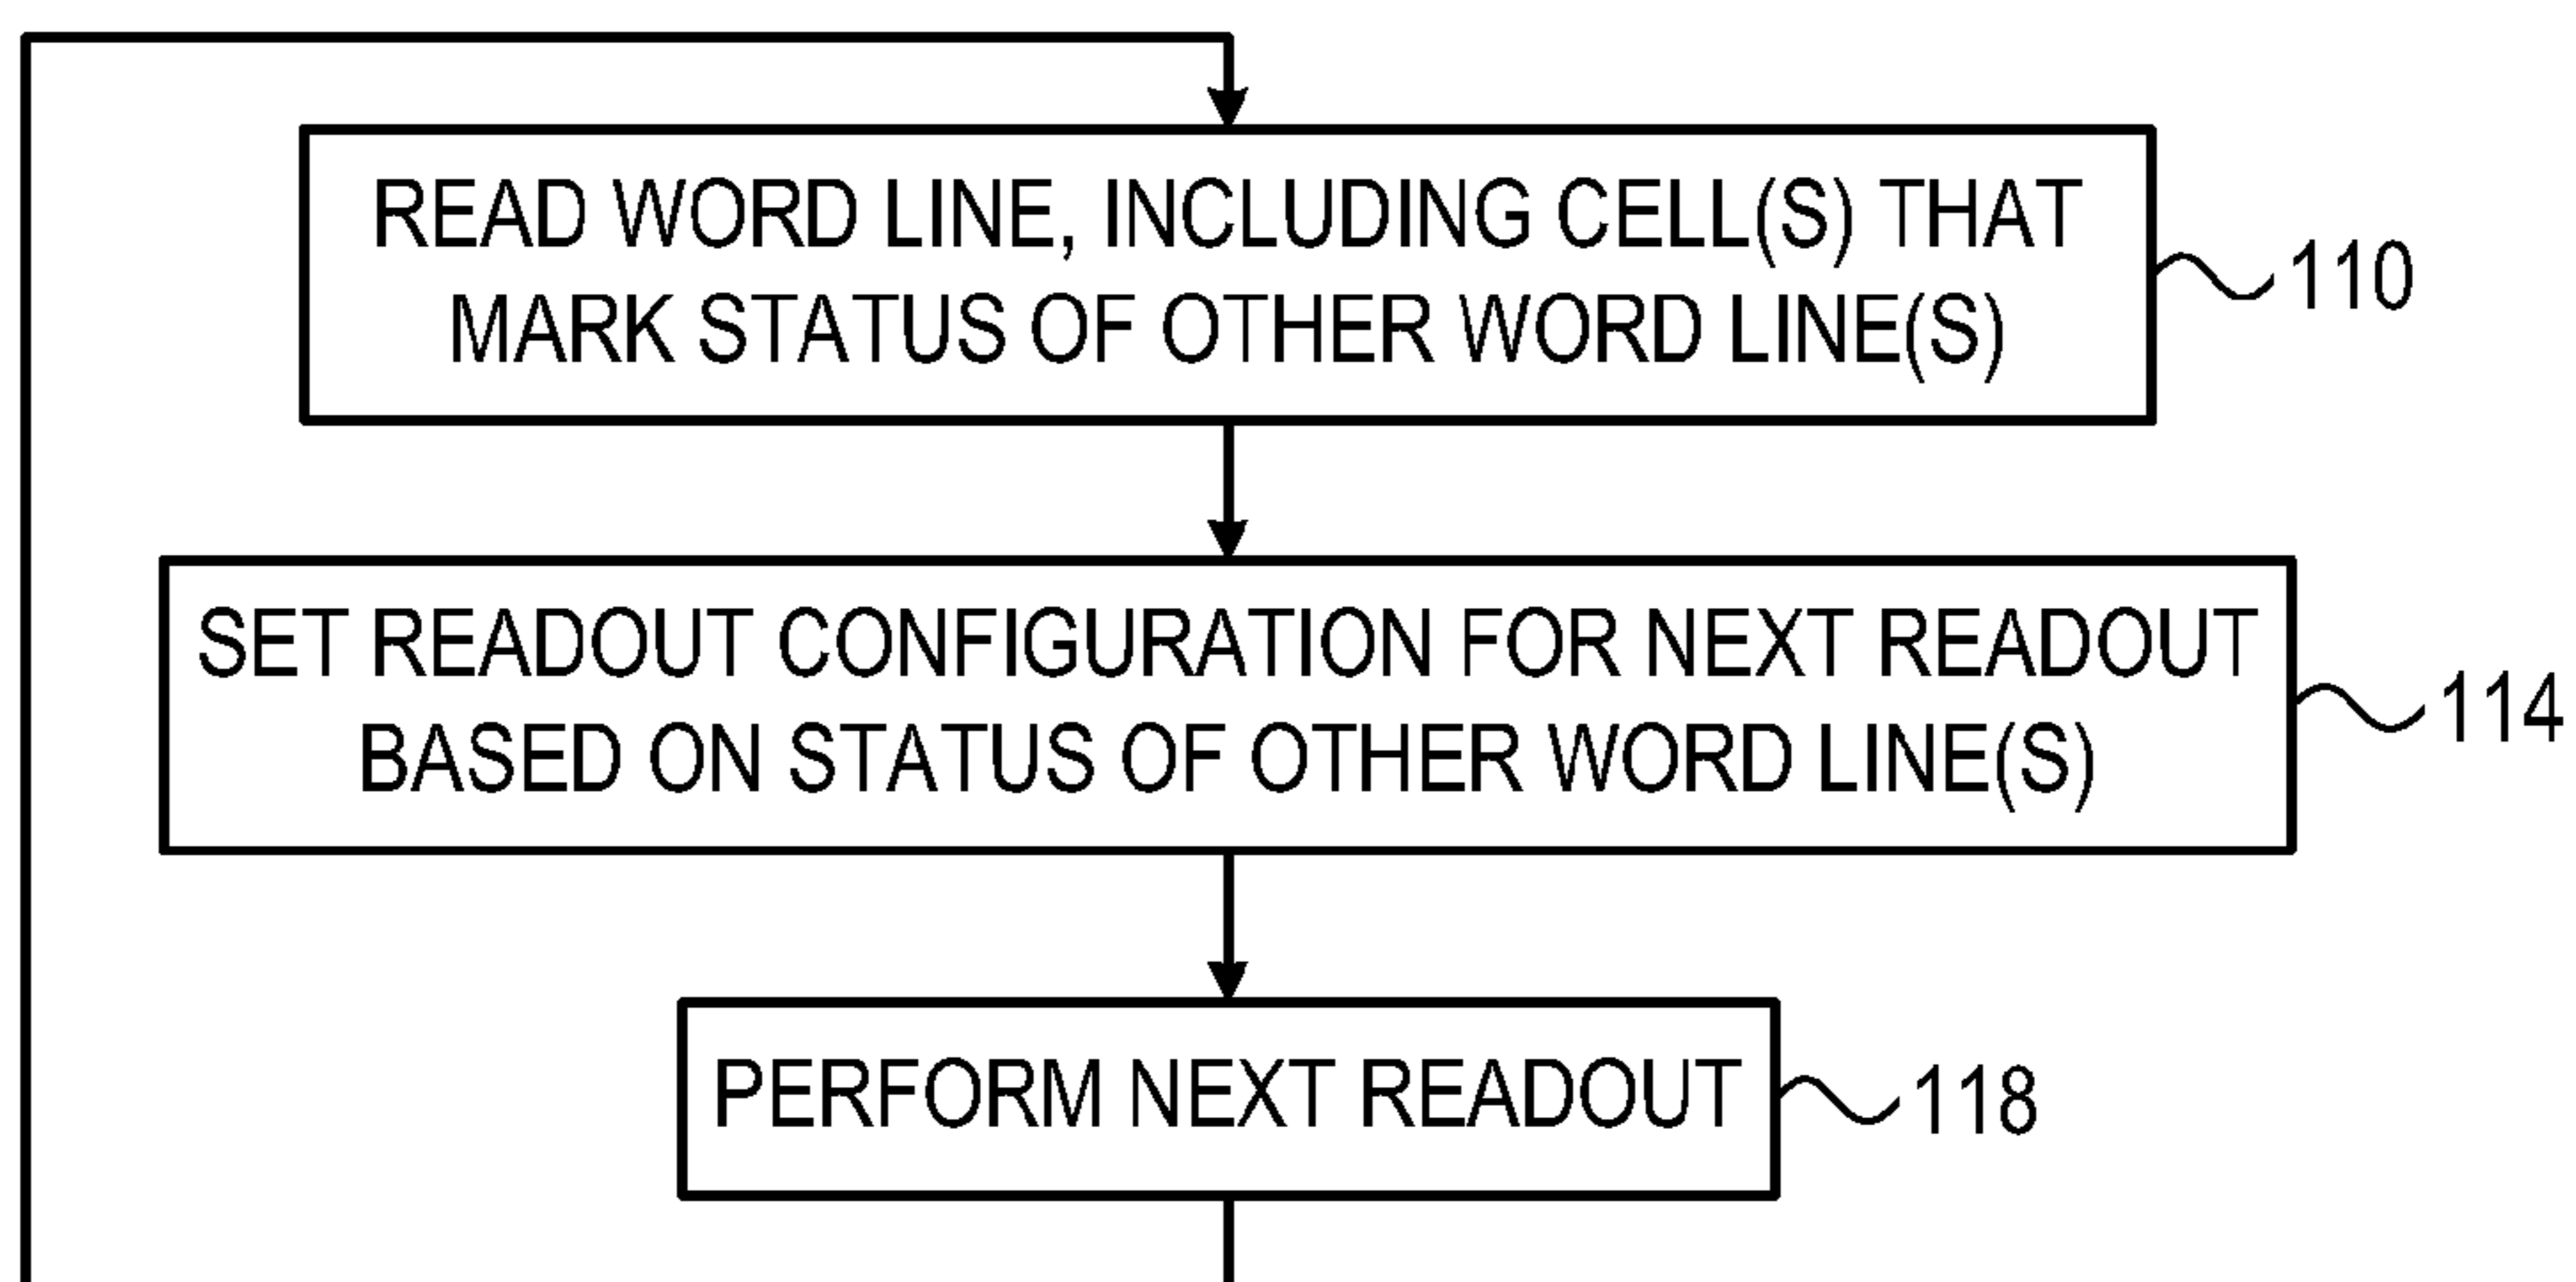 READ WORD LINE, INCLUDING CELL(S) THAT
MARK STATUS OF OTHER WORD LINE(S)
110
SET READOUT CONFIGURATION FOR NEXT READOUT
BASED ON STATUS OF OTHER WORD LINE(S)
114
PERFORM NEXT READOUT
118